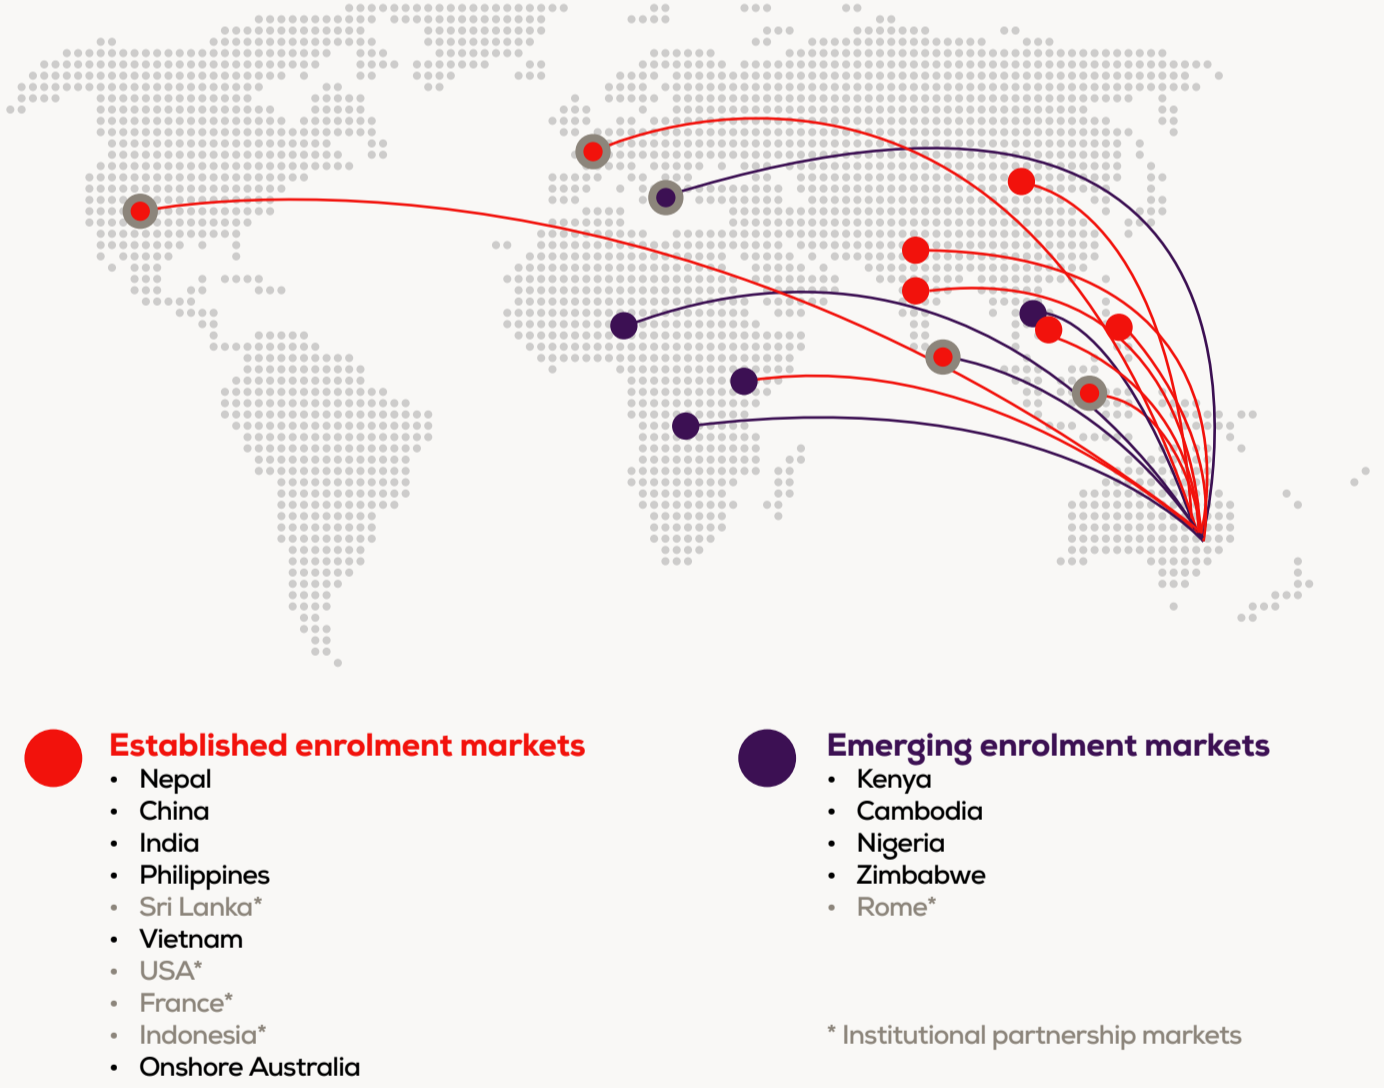 Established enrolment markets
• Nepal
• China
• India
• Philippines
• Sri Lanka*
• Vietnam
• USA*
• France*
• Indonesia*
• Onshore Australia
Emerging enrolment markets
• Kenya
• Cambodia
• Nigeria
• Zimbabwe
• Rome*
* Institutional partnership markets